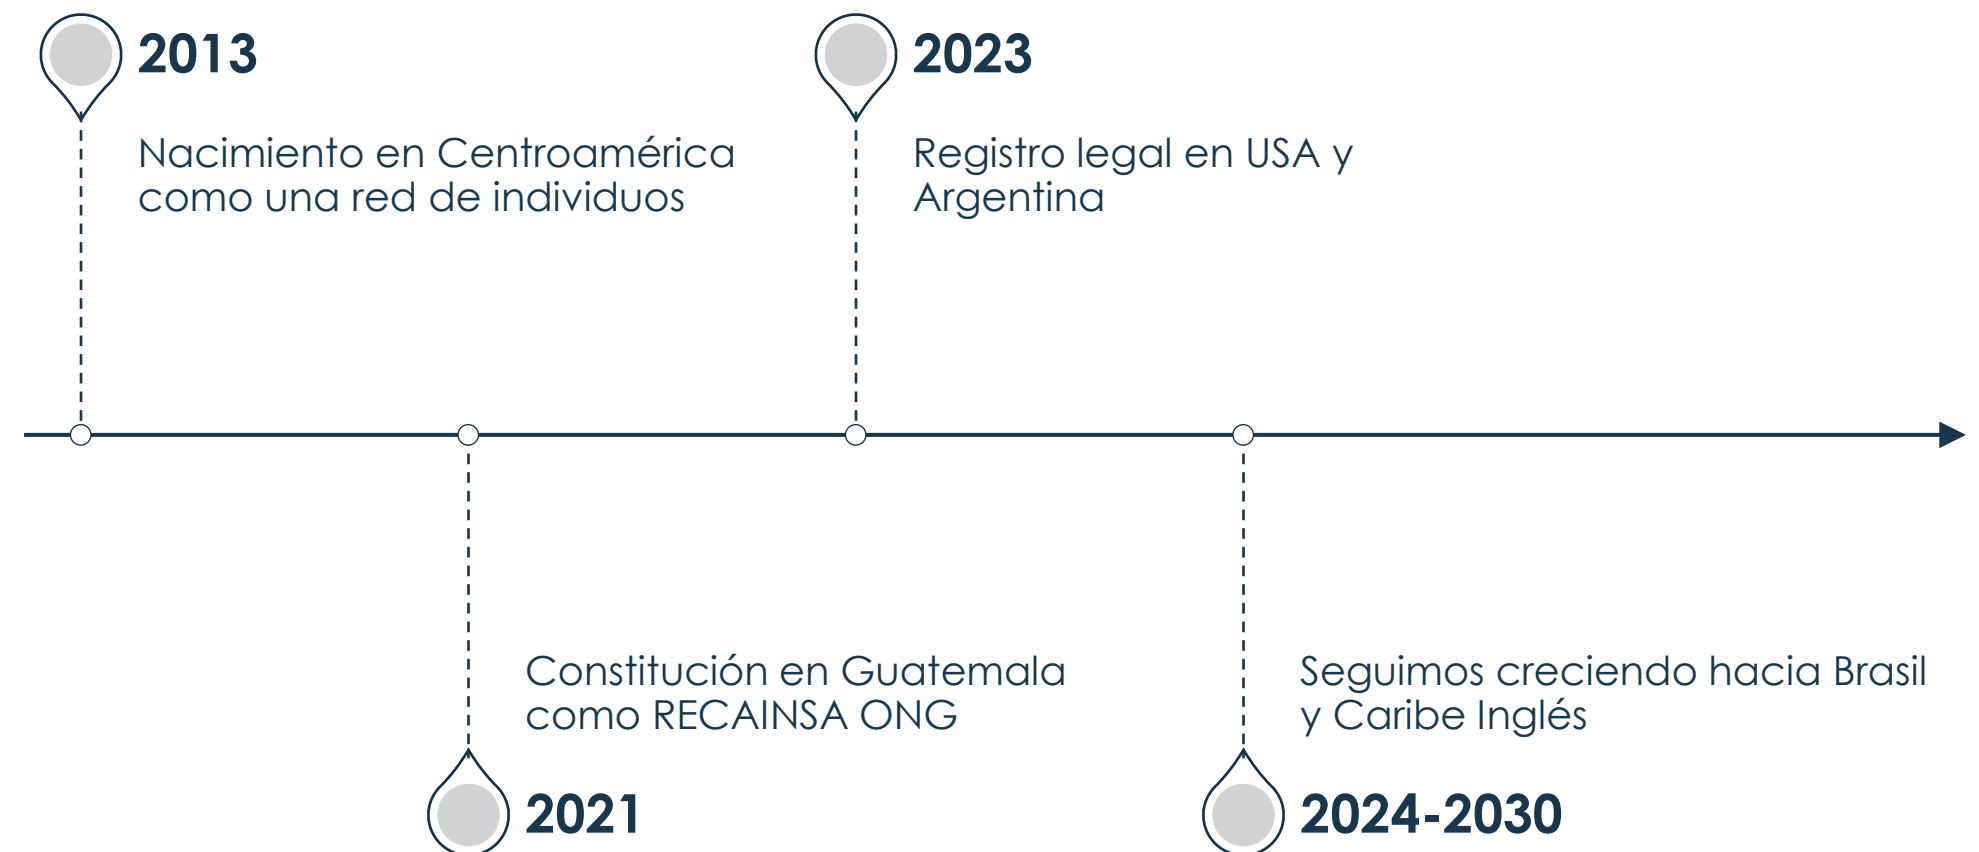 2013
Nacimiento en Centroamérica
como una red de individuos
2023
Registro legal en USA y
Argentina
Constitución en Guatemala
como RECAINSA ONG
2021
Seguimos creciendo hacia Brasil
y Caribe Inglés
2024-2030